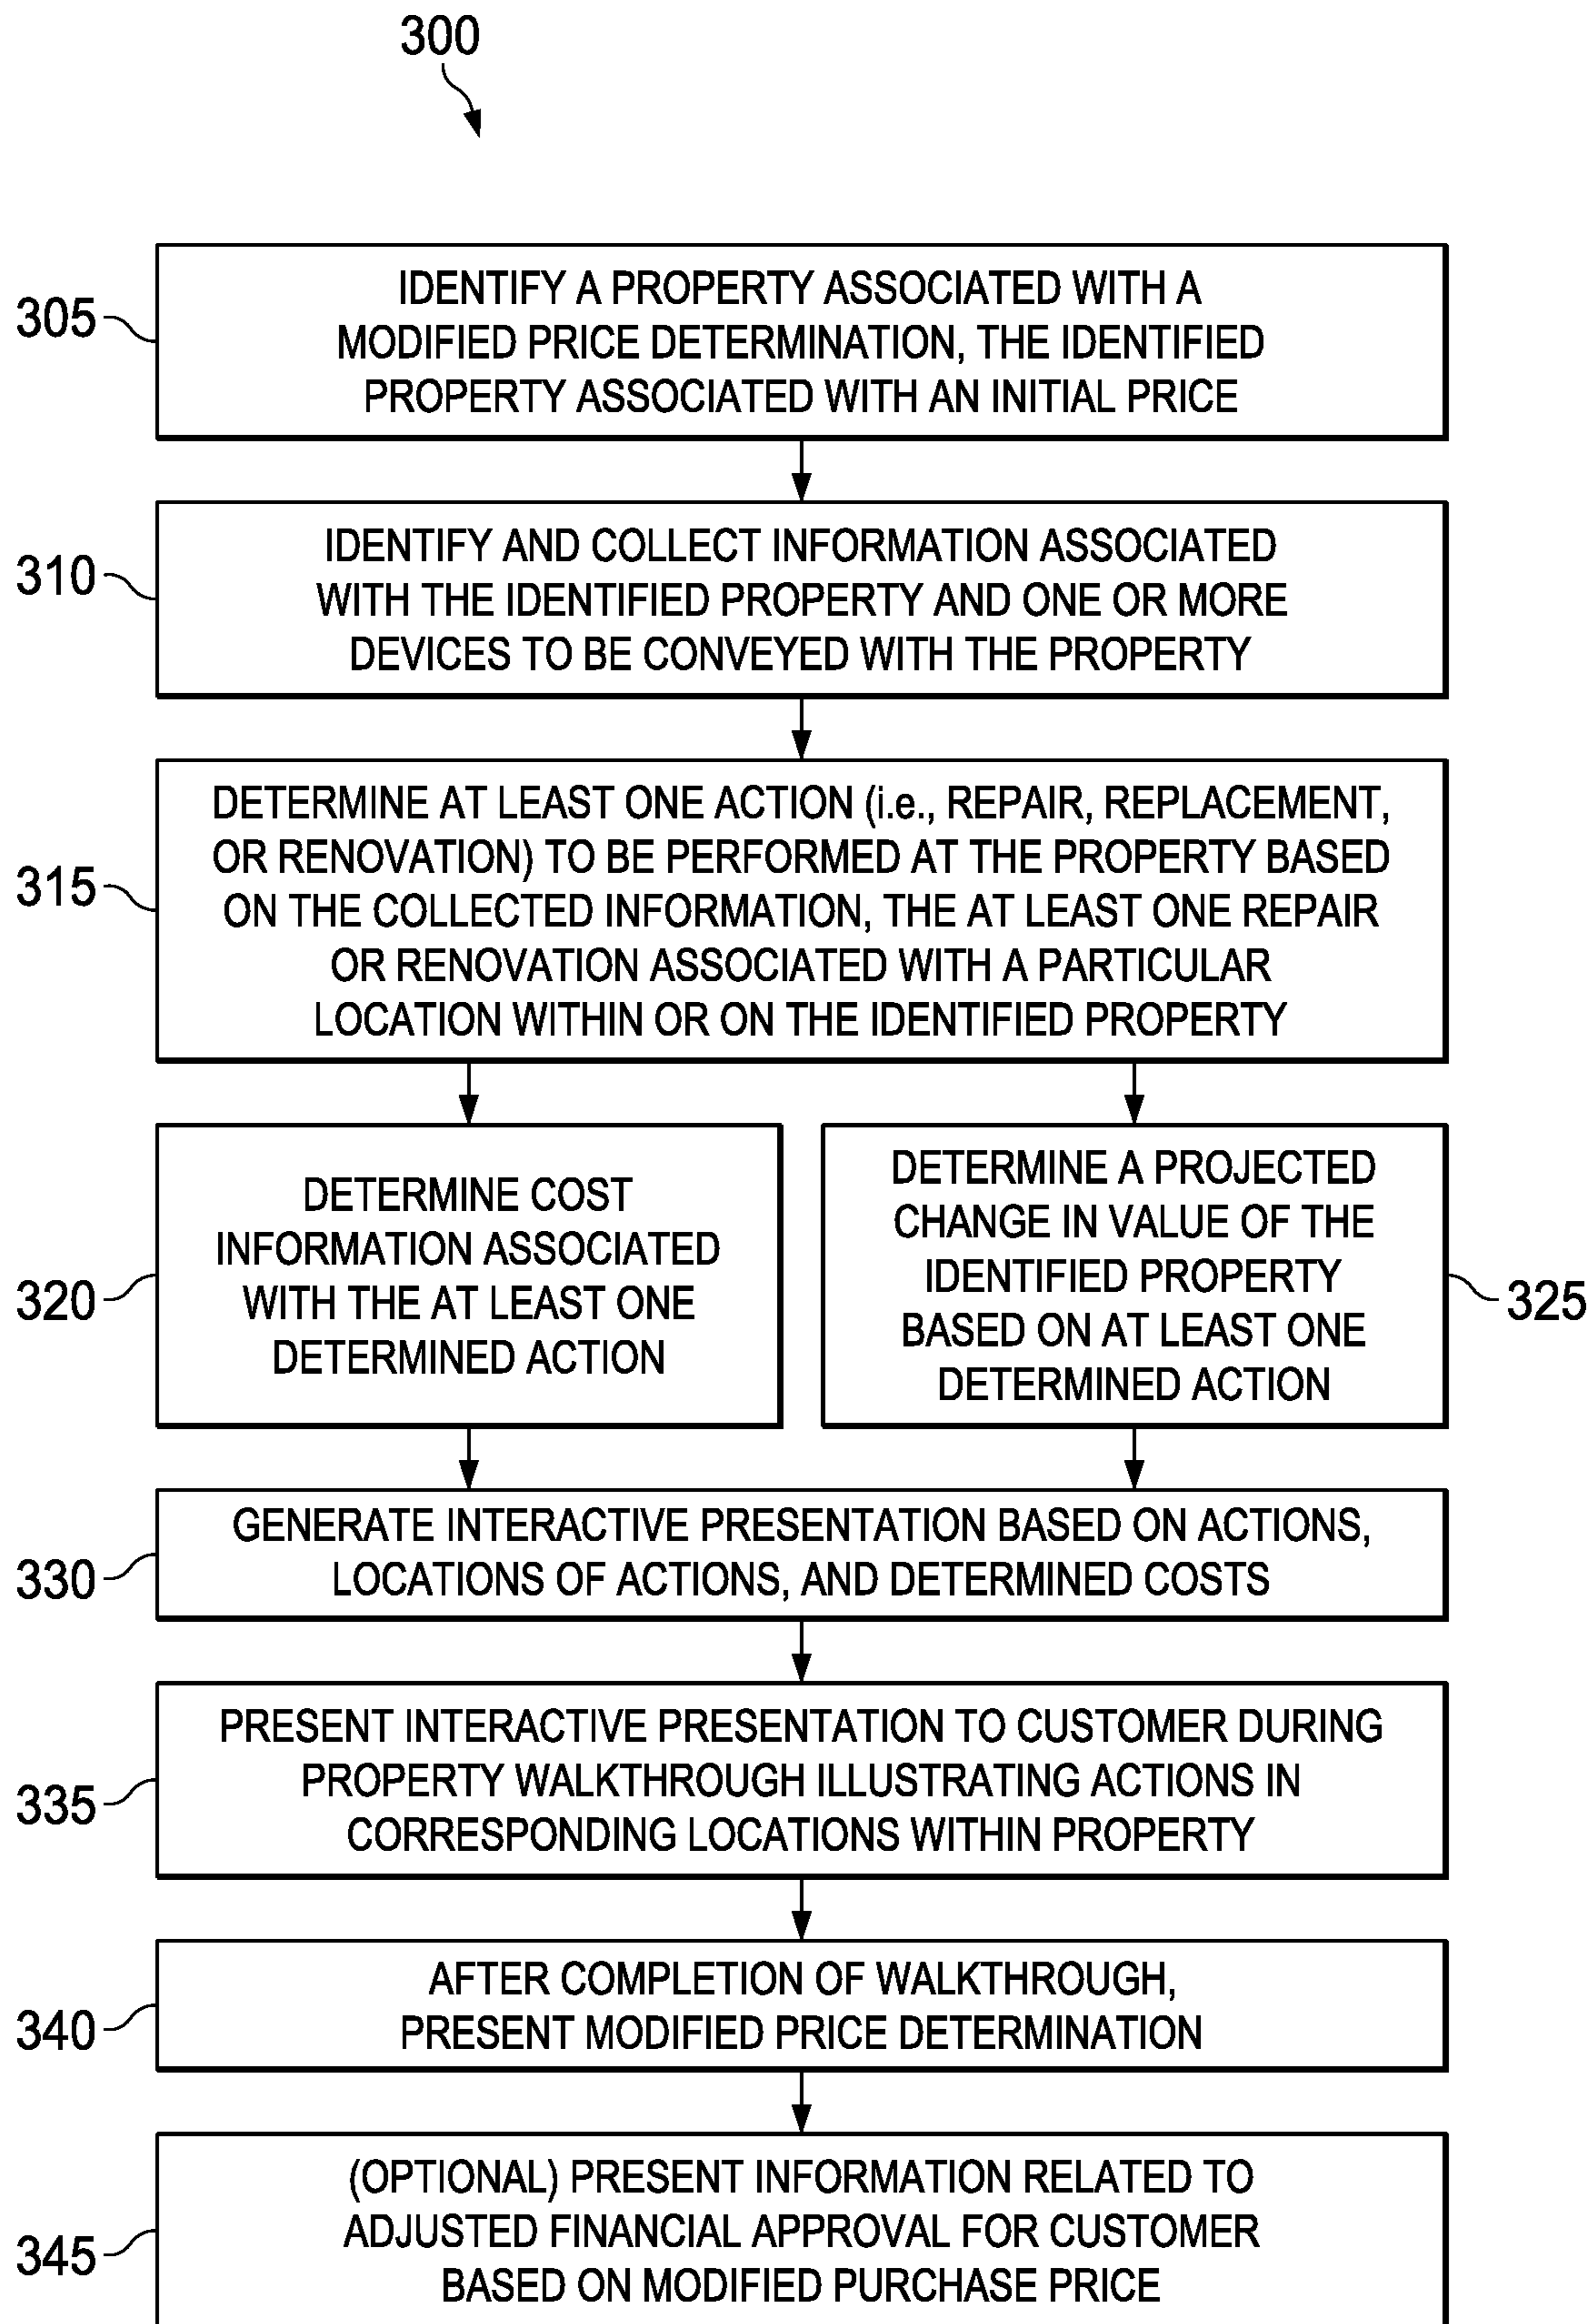 300
305
IDENTIFY A PROPERTY ASSOCIATED WITH A
MODIFIED PRICE DETERMINATION, THE IDENTIFIED
PROPERTY ASSOCIATED WITH AN INITIAL PRICE
310
IDENTIFY AND COLLECT INFORMATION ASSOCIATED
WITH THE IDENTIFIED PROPERTY AND ONE OR MORE
DEVICES TO BE CONVEYED WITH THE PROPERTY
315
DETERMINE AT LEAST ONE ACTION (i.e., REPAIR, REPLACEMENT,
OR RENOVATION) TO BE PERFORMED AT THE PROPERTY BASED
ON THE COLLECTED INFORMATION, THE AT LEAST ONE REPAIR
OR RENOVATION ASSOCIATED WITH A PARTICULAR
LOCATION WITHIN OR ON THE IDENTIFIED PROPERTY
320
DETERMINE COST
INFORMATION ASSOCIATED
WITH THE AT LEAST ONE
DETERMINED ACTION
DETERMINE A PROJECTED
CHANGE IN VALUE OF THE
IDENTIFIED PROPERTY
BASED ON AT LEAST ONE
DETERMINED ACTION
325
330
GENERATE INTERACTIVE PRESENTATION BASED ON ACTIONS,
LOCATIONS OF ACTIONS, AND DETERMINED COSTS
335
PRESENT INTERACTIVE PRESENTATION TO CUSTOMER DURING
PROPERTY WALKTHROUGH ILLUSTRATING ACTIONS IN
CORRESPONDING LOCATIONS WITHIN PROPERTY
340
AFTER COMPLETION OF WALKTHROUGH,
PRESENT MODIFIED PRICE DETERMINATION
345
(OPTIONAL) PRESENT INFORMATION RELATED TO
ADJUSTED FINANCIAL APPROVAL FOR CUSTOMER
BASED ON MODIFIED PURCHASE PRICE